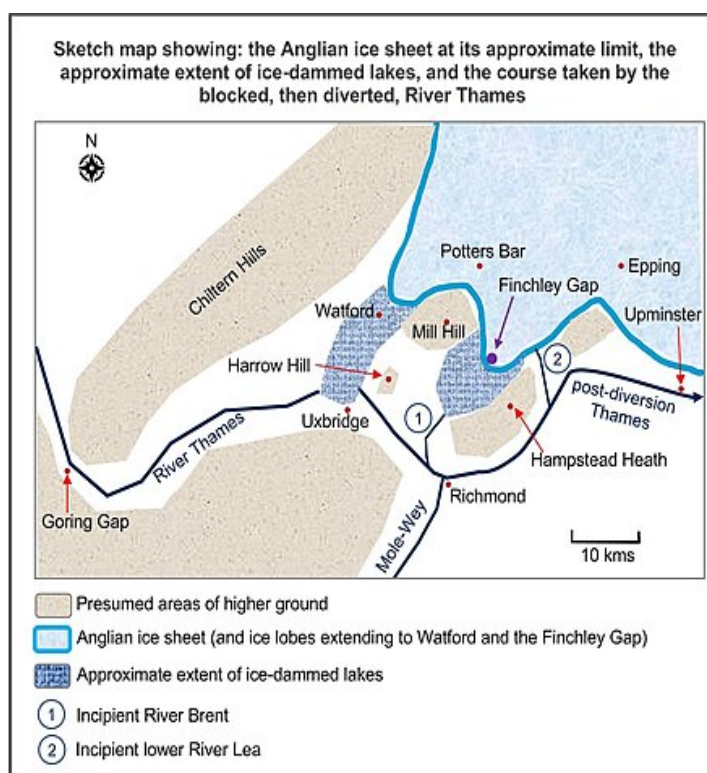 Sketch map showing: the Anglian ice sheet at its approximate limit, the
approximate extent of ice-dammed lakes, and the course taken by the
blocked, then diverted, River Thames
N
Chiltern Hills
Potters Bar
Epping
Finchley Gap
Watford
Mill Hill
Upminster
Harrow Hill
2
post-diversion
Thames
River Thames
Uxbridge
1
Hampstead Heath
Goring Gap
Richmond
Mole-Wey
10 kms
Presumed areas of higher ground
Anglian ice sheet (and ice lobes extending to Watford and the Finchley Gap)
Approximate extent of ice-dammed lakes
1 Incipient River Brent
2 Incipient lower River Lea